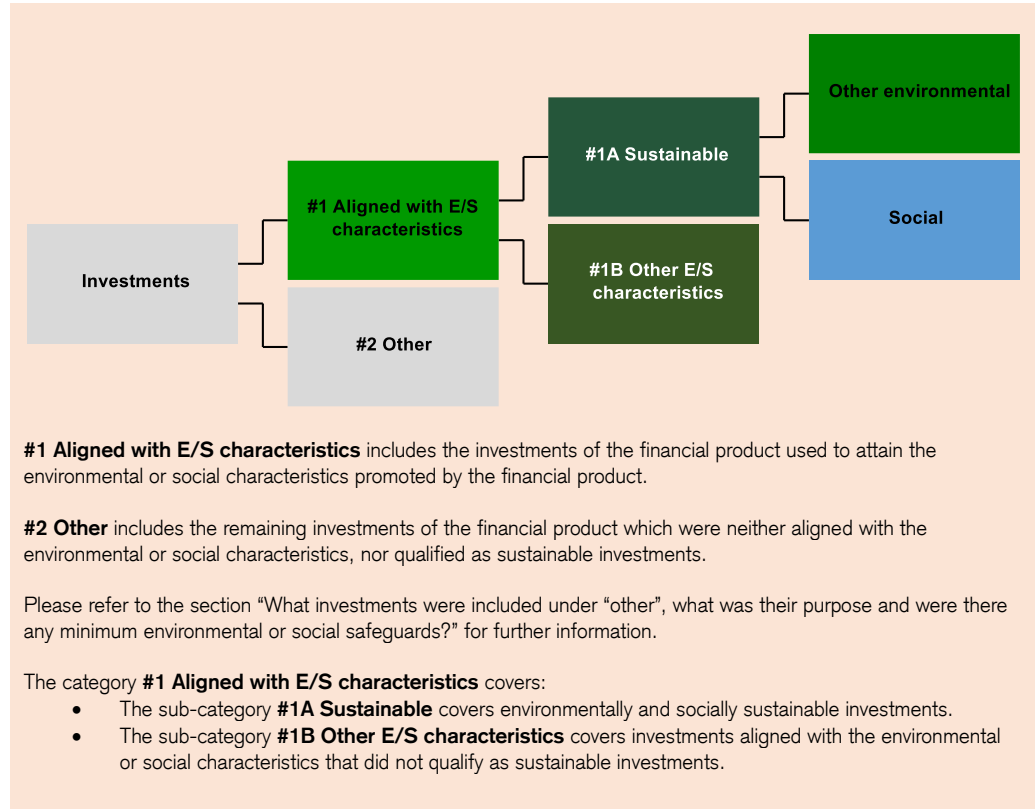 Other environmental
#1A Sustainable
#1 Aligned with E/S
characteristics
Social
Investments
#1B Other E/S
characteristics
#2 Other
#1 Aligned with E/S characteristics includes the investments of the financial product used to attain the
environmental or social characteristics promoted by the financial product.
#2 Other includes the remaining investments of the financial product which were neither aligned with the
environmental or social characteristics, nor qualified as sustainable investments.
Please refer to the section “What investments were included under “other”, what was their purpose and were there
any minimum environmental or social safeguards?” for further information.
The category #1 Aligned with E/S characteristics covers:
• The sub-category #1A Sustainable covers environmentally and socially sustainable investments.
• The sub-category #1B Other E/S characteristics covers investments aligned with the environmental
or social characteristics that did not qualify as sustainable investments.